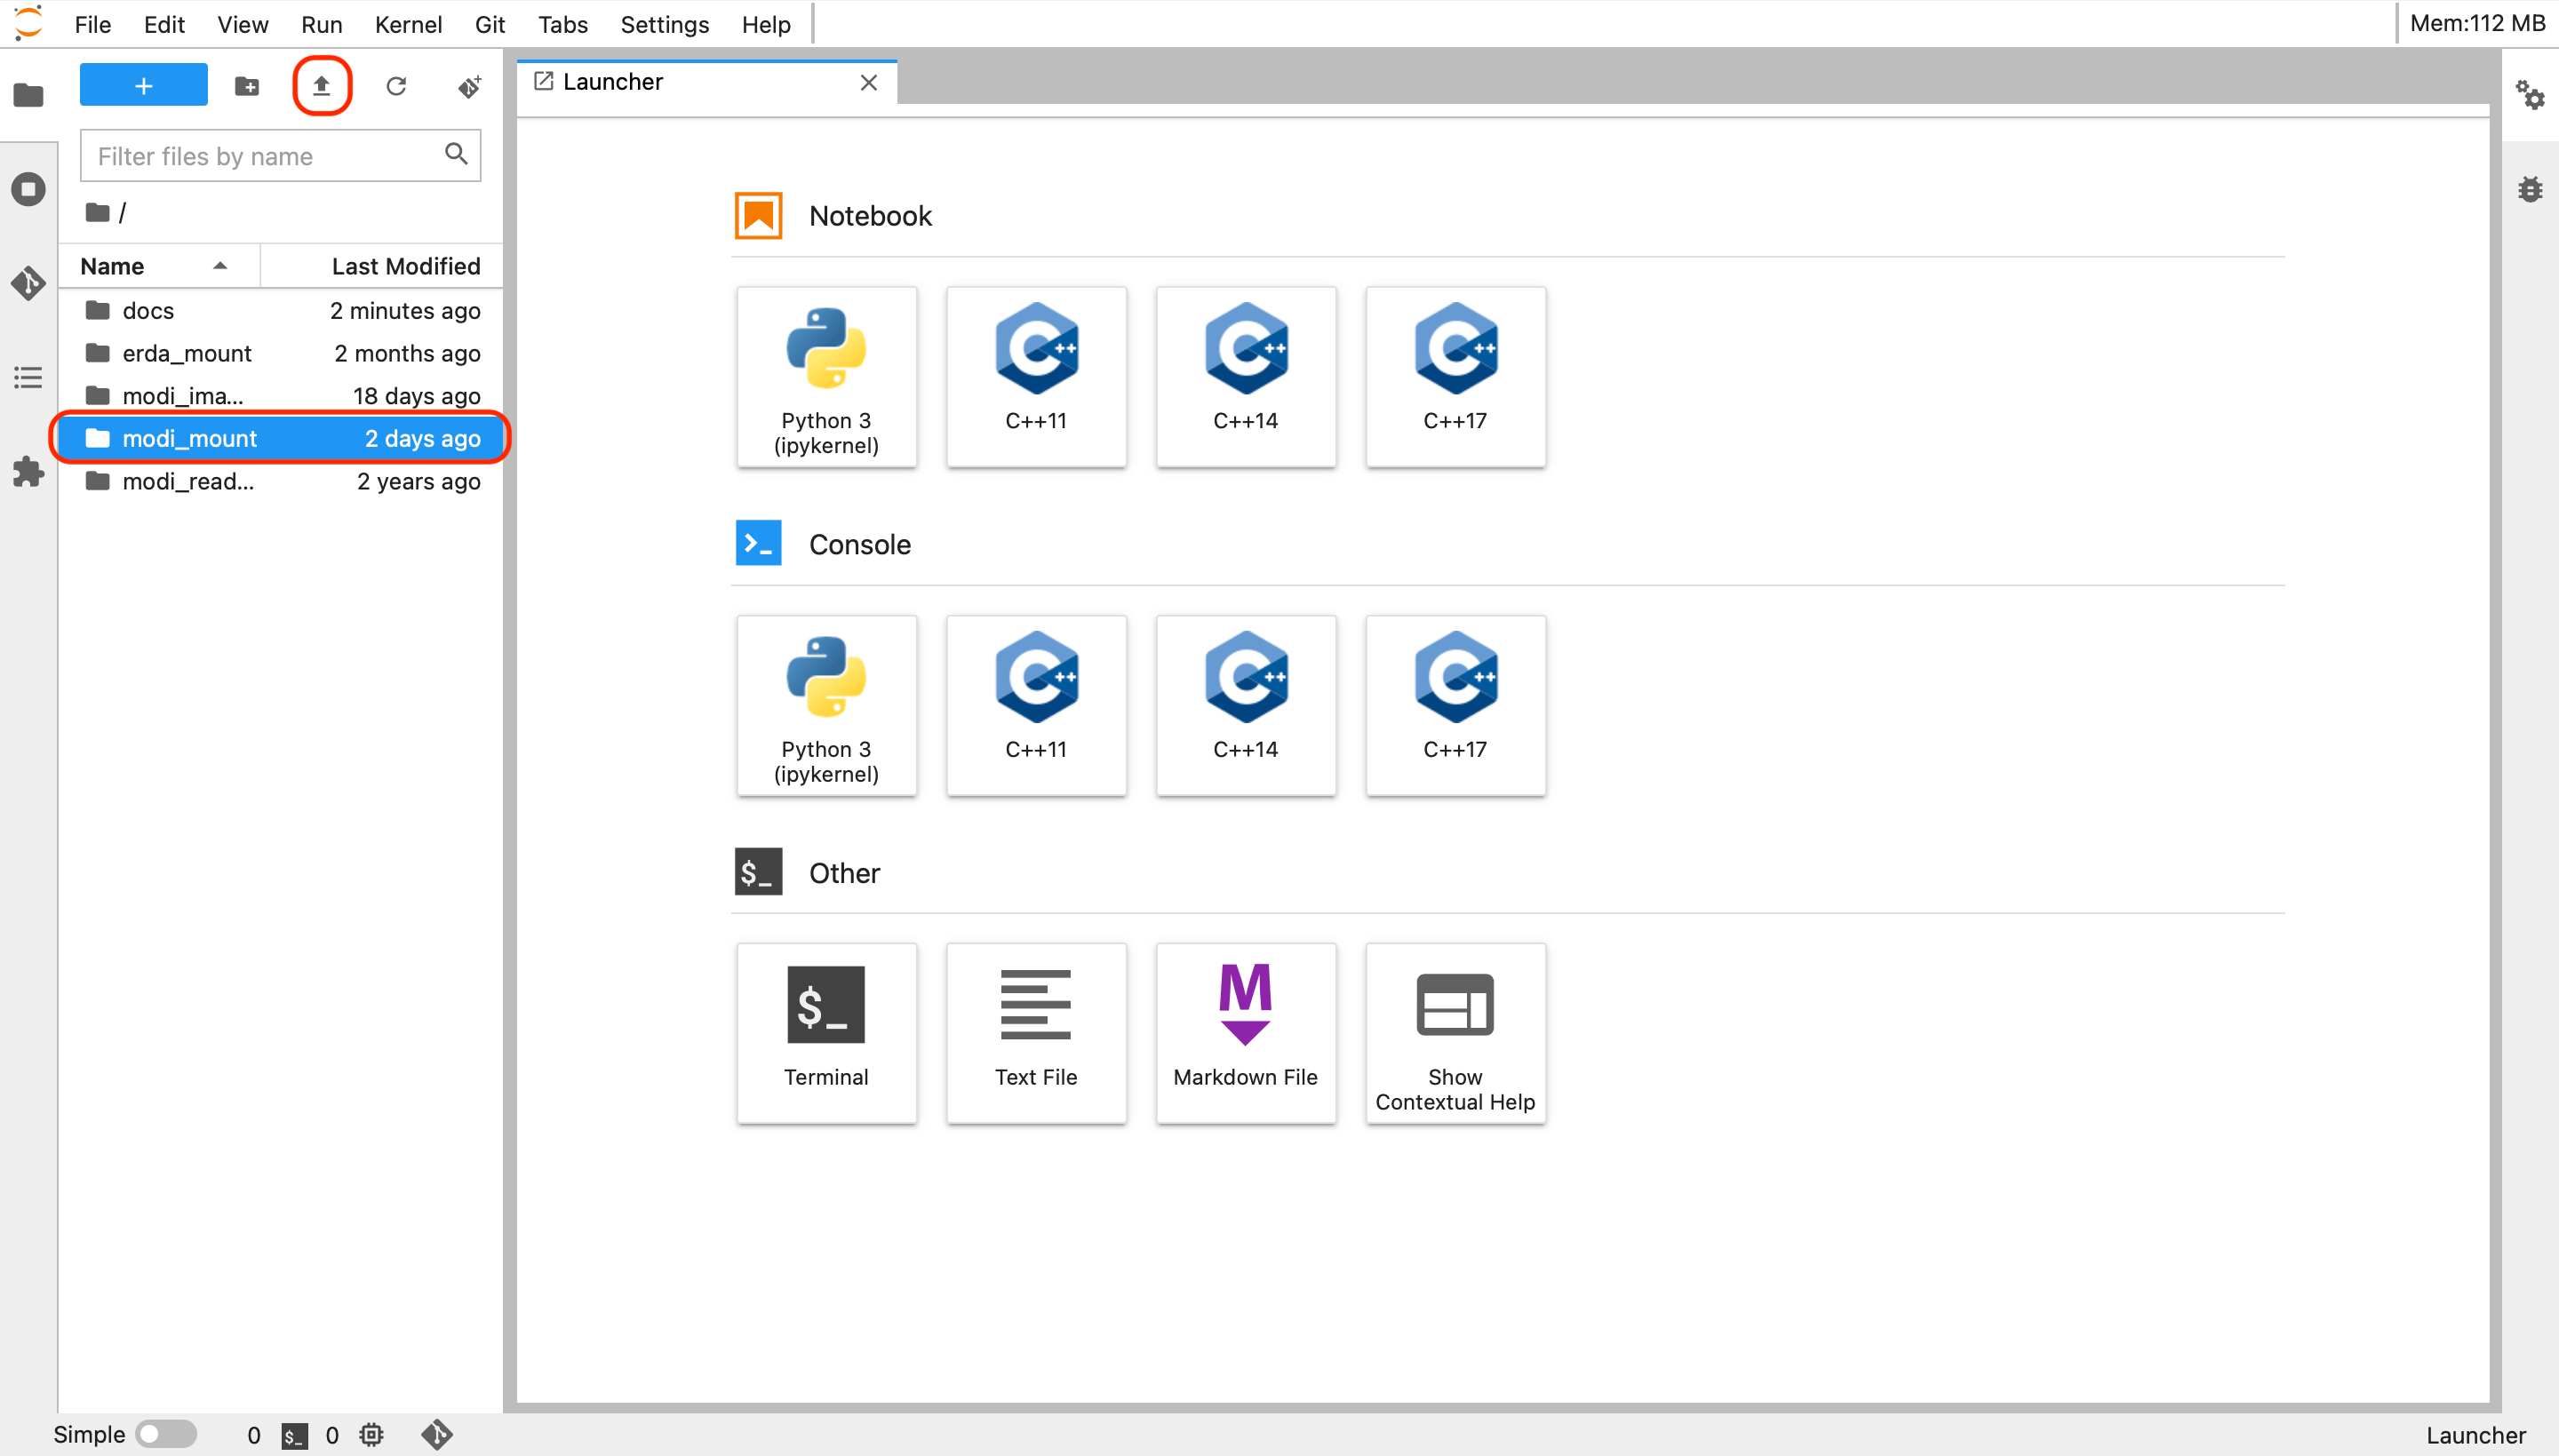 File Edit View Run Kernel Git Tabs Settings Help
Mem:112 MB
Launcher
Filter files by name
/
Name Last Modified
docs 2 minutes ago
erda_mount 2 months ago
modi_ima... 18 days ago
modi_mount 2 days ago
modi_read... 2 years ago
Notebook
Python 3
(ipykernel)
C++11
C++14
C++17
Console
Python 3
(ipykernel)
C++11
C++14
C++17
$_ Other
$_
Terminal
Text File
M
Markdown File
Show
Contextual Help
Simple 0 $_ 0
Launcher